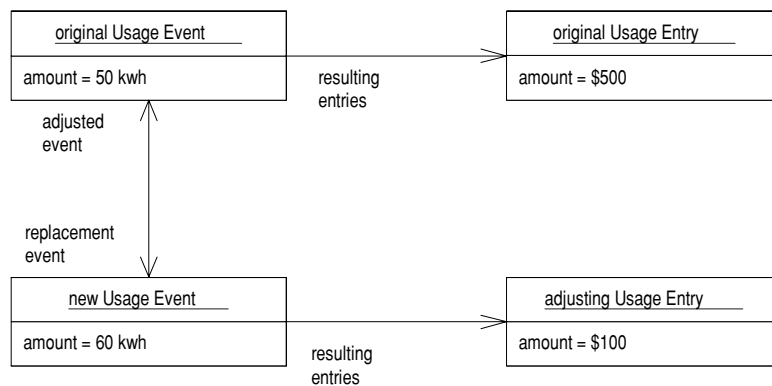 original Usage Event
amount = 50 kwh
resulting
entries
original Usage Entry
amount = $500
adjusted
event
replacement
event
new Usage Event
amount = 60 kwh
resulting
entries
adjusting Usage Entry
amount = $100